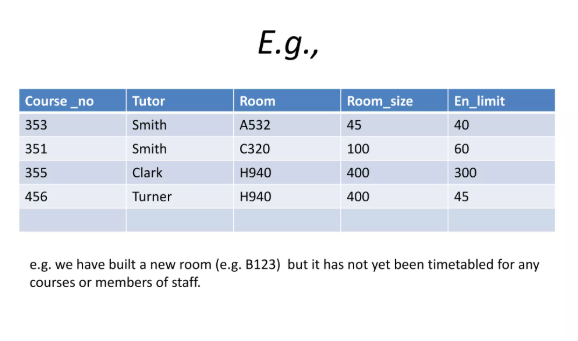 E.g.,
Course _no Tutor Room Room_size En_limit
353 Smith A532 45 40
351 Smith C320 100 60
355 Clark H940 400 300
456 Turner H940 400 45
e.g. we have built a new room (e.g. B123)  but it has not yet been timetabled for any
courses or members of staff.